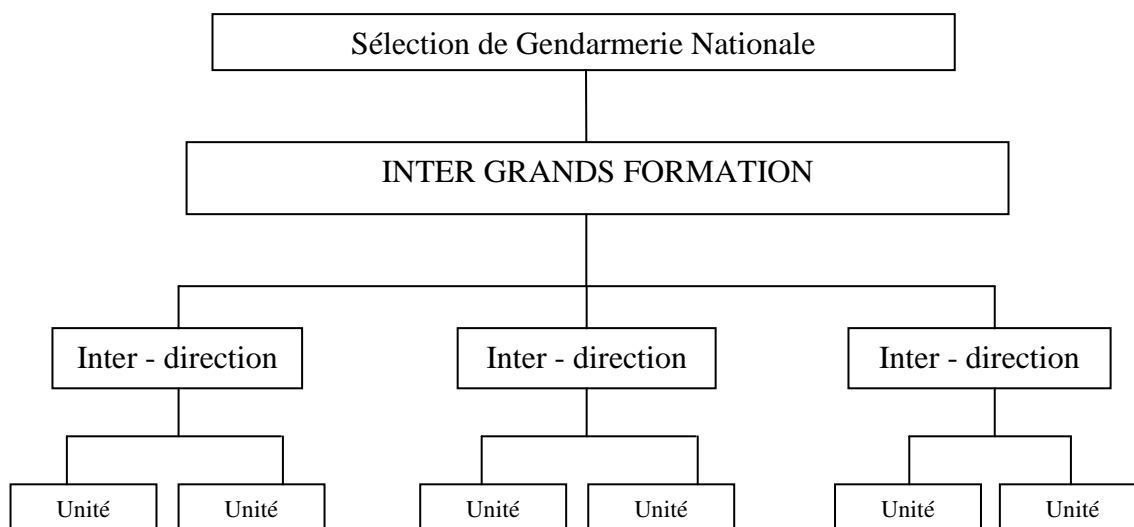 Sélection de Gendarmerie Nationale
INTER GRANDS FORMATION
Inter - direction
Inter - direction
Inter - direction
Unité
Unité
Unité
Unité
Unité
Unité